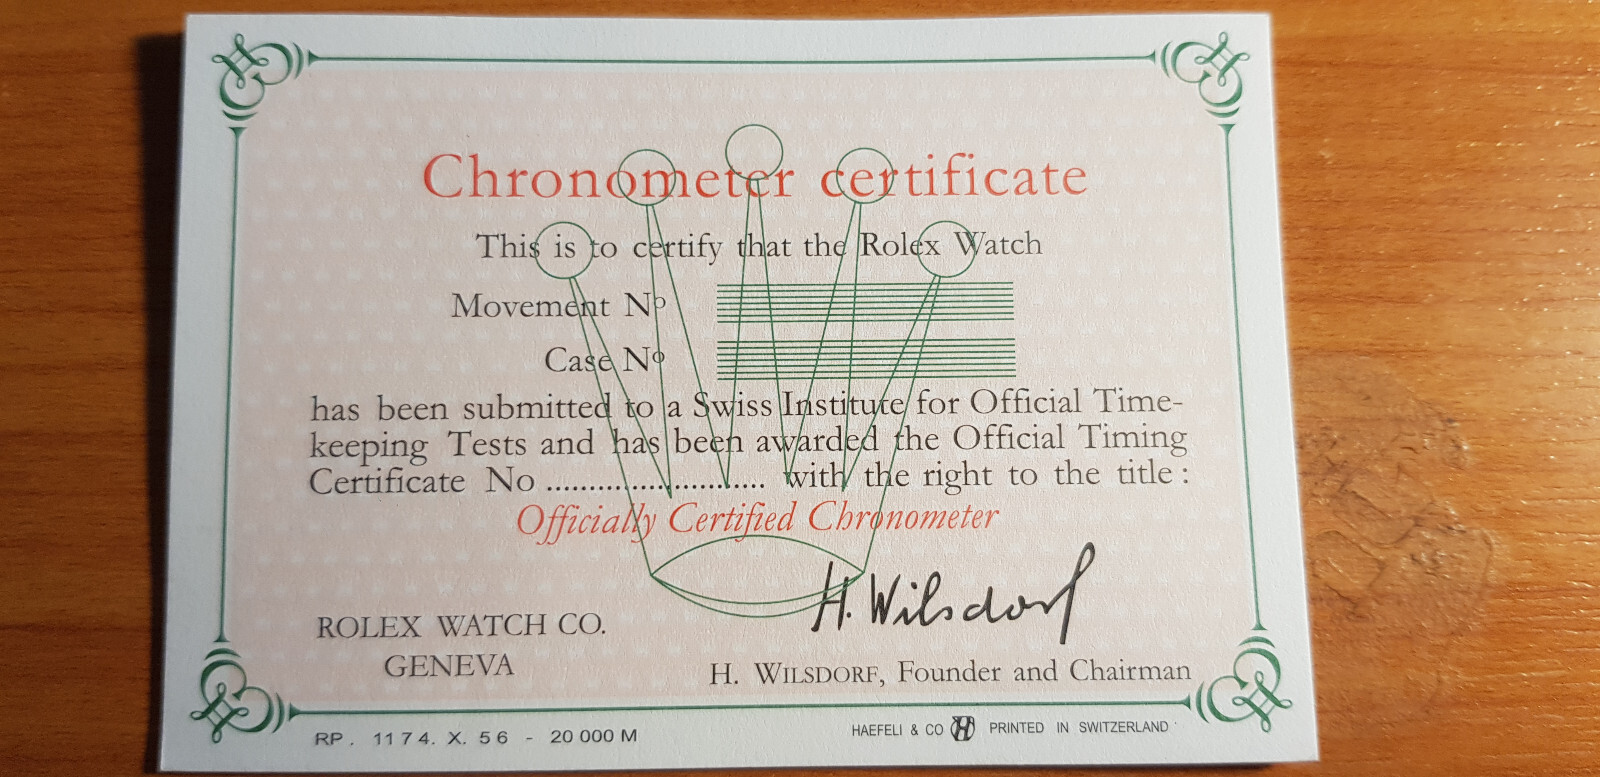 Chronometer certificate
This is to certify that the Rolex Watch
Movement Nº
Case Nº
has been submitted to a Swiss Institute for Official Time-
keeping Tests and has been awarded the Official Timing
Certificate No .......................... with the right to the title :
Officially Certified Chronometer
H. Wilsdorf
ROLEX WATCH CO.
GENEVA
H. WILSDORF, Founder and Chairman
RP. 1174. X. 56 - 20 000 M
HAEFELI & CO H PRINTED IN SWITZERLAND